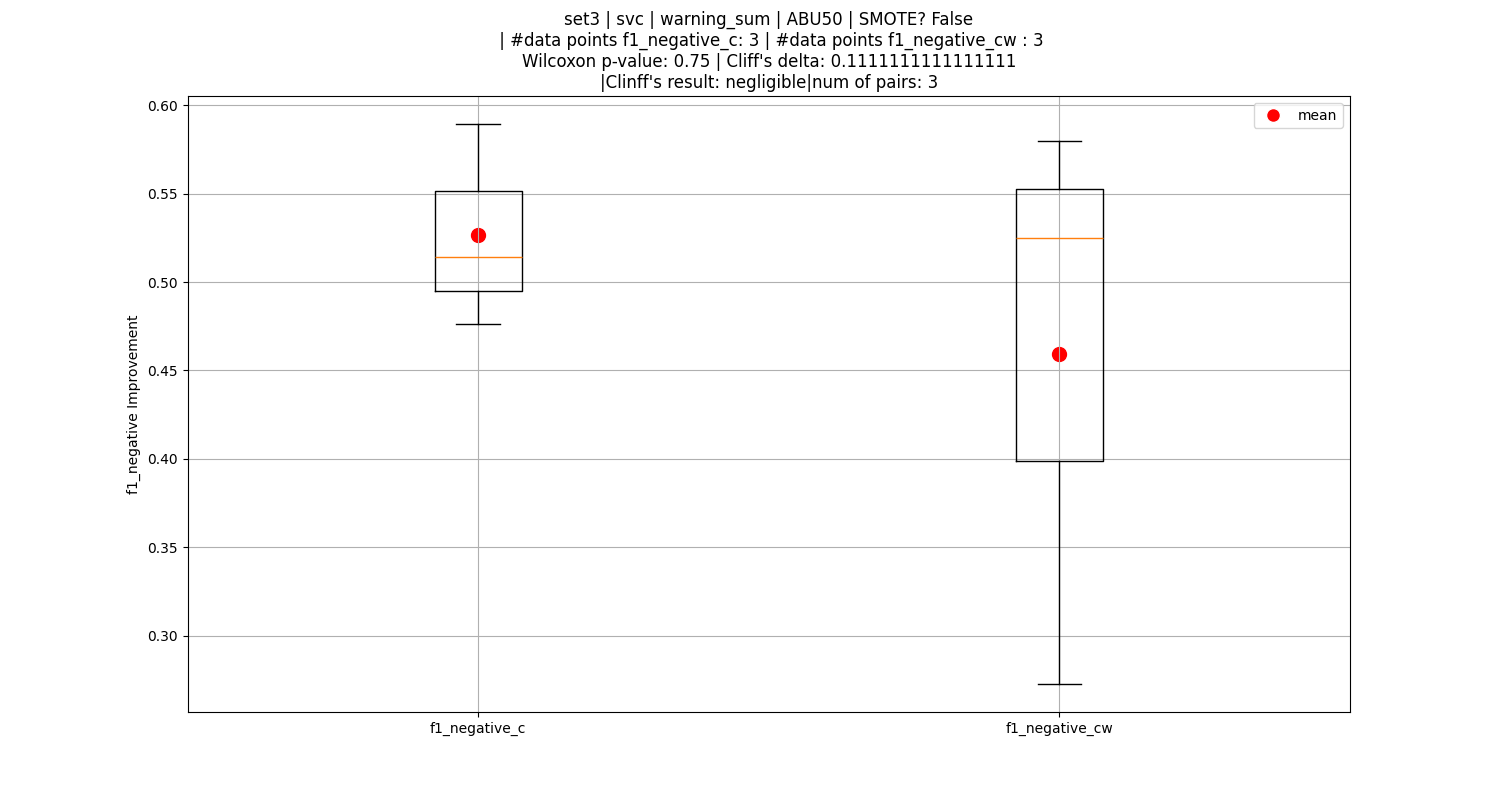 set3 | svc | warning_sum | ABU50 | SMOTE? False
| #data points f1_negative_c: 3 | #data points f1_negative_cw : 3
Wilcoxon p-value: 0.75 | Cliff's delta: 0.1111111111111111
|Clinff's result: negligible|num of pairs: 3
mean
0.60
0.55
0.50
0.45
0.40
0.35
0.30
f1_negative Improvement
f1_negative_c
f1_negative_cw